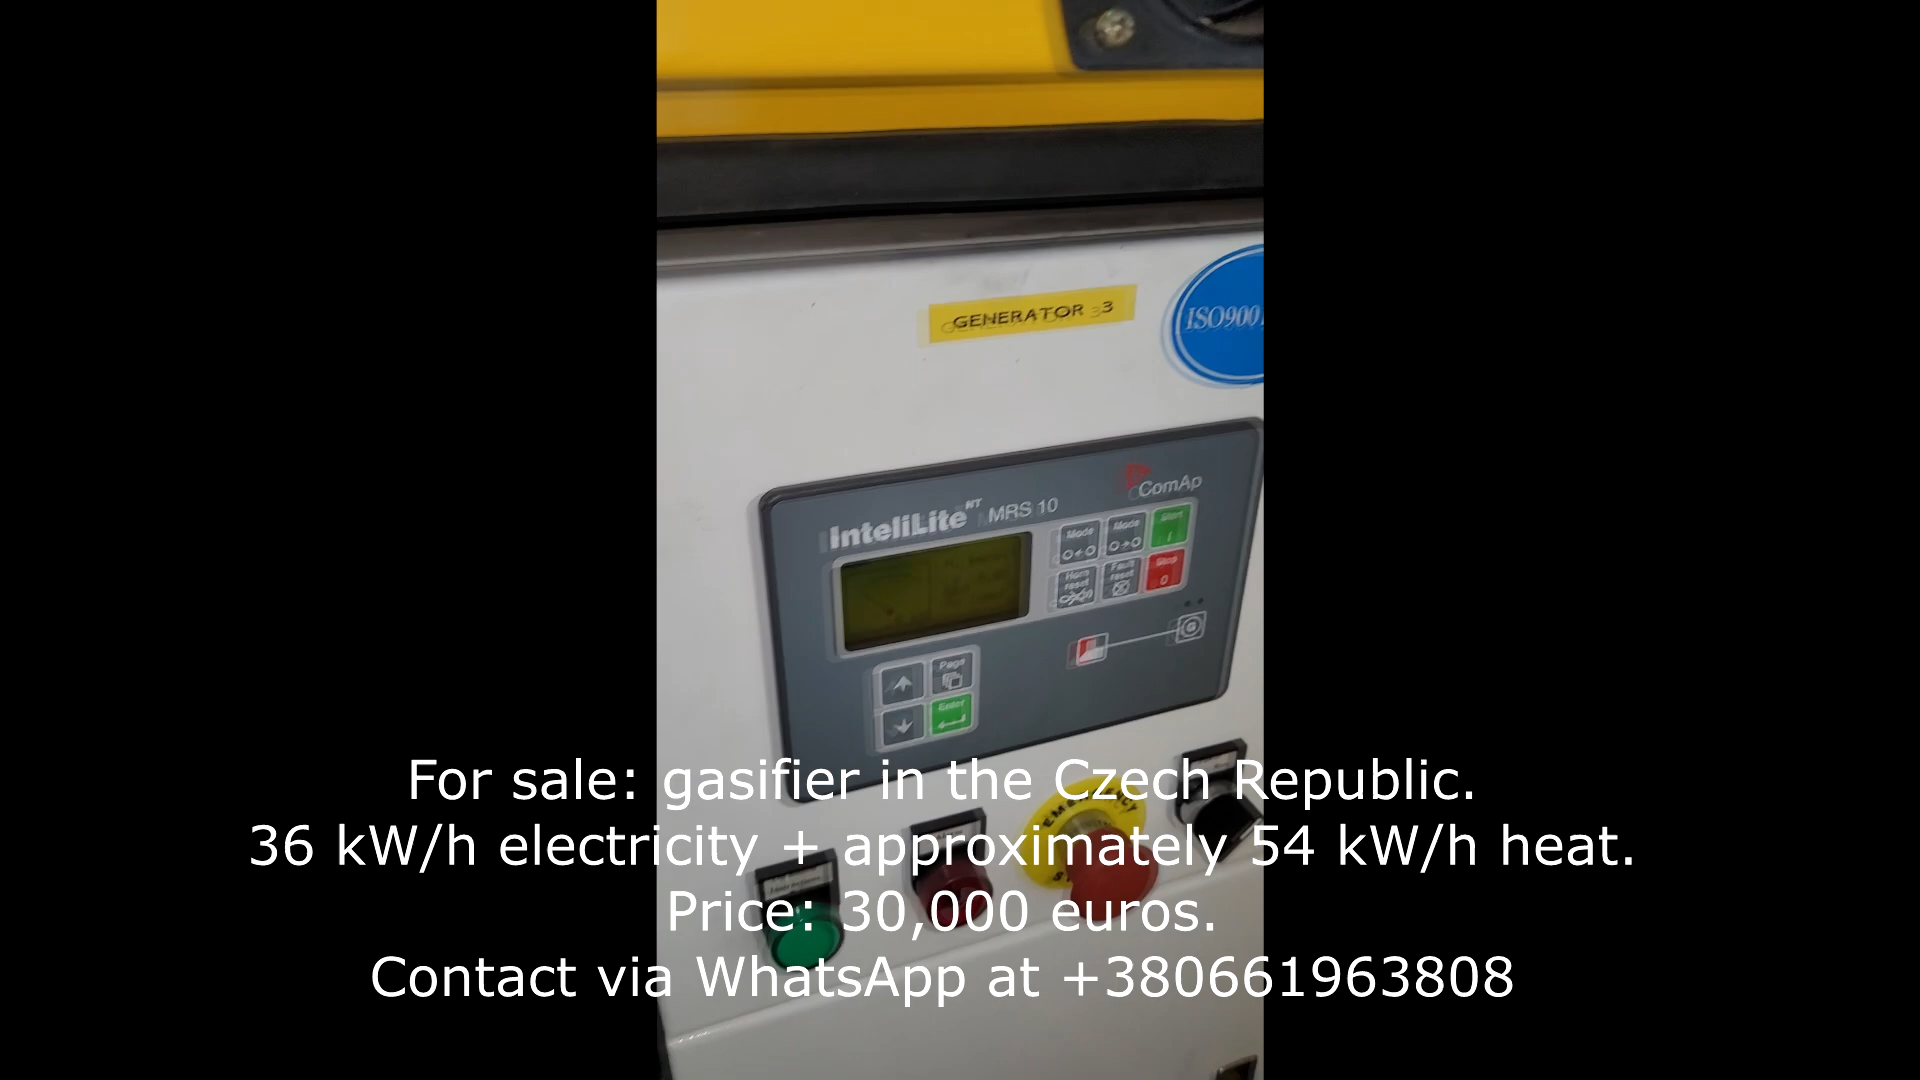 GENERATOR 3
ISO9001
ComAp
InteliLite NT MRS 10
Mode Mode Start
Horn reset Fault reset Stop
Page
Enter
For sale: gasifier in the Czech Republic.
36 kW/h electricity + approximately 54 kW/h heat.
Price: 30,000 euros.
Contact via WhatsApp at +380661963808